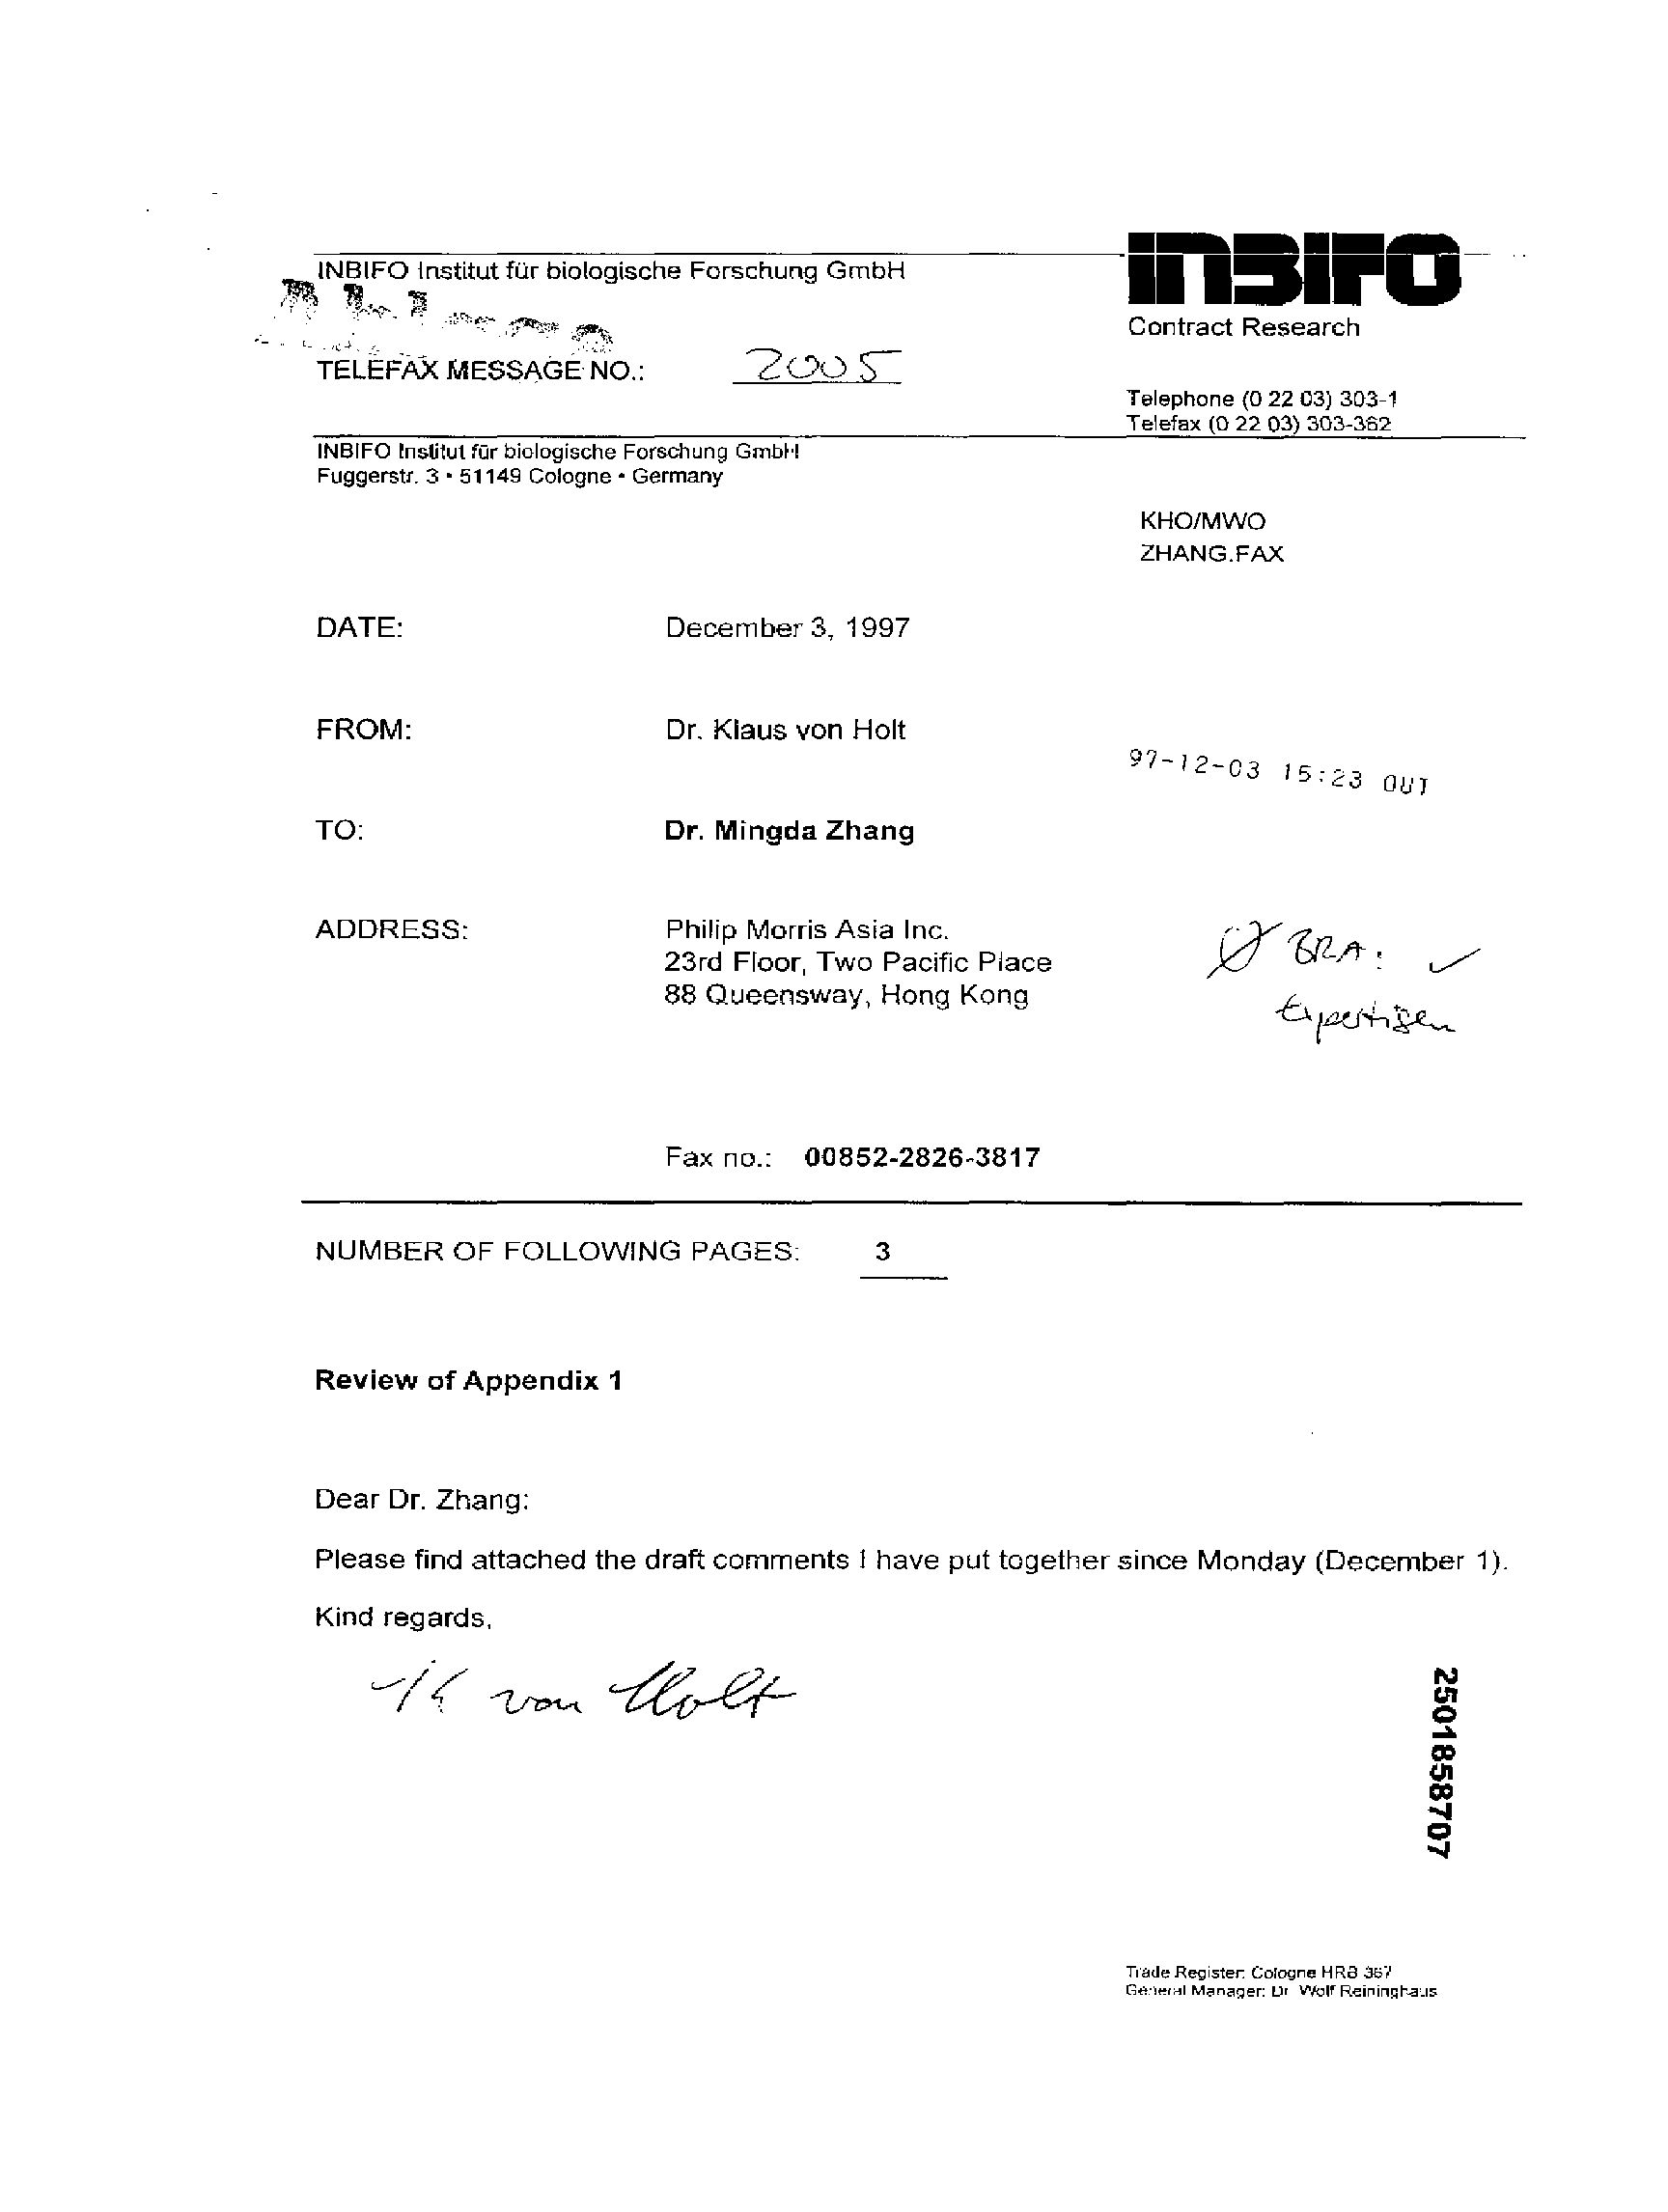 INBIFO Institut für biologische Forschung GmbH
INBIFO
Contract Research
TELEFAX MESSAGE NO.: 2005
Telephone (0 22 03) 303-1
Telefax (0 22 03) 303-362
INBIFO Institut für biologische Forschung GmbH
Fuggerstr. 3 • 51149 Cologne • Germany
KHO/MWO
ZHANG.FAX
DATE: December 3, 1997
FROM: Dr. Klaus von Holt
97-12-03 15:23 OUT
TO: Dr. Mingda Zhang
ADDRESS: Philip Morris Asia Inc.
23rd Floor, Two Pacific Place
88 Queensway, Hong Kong
BRA: ✓
Expertisen
Fax no.: 00852-2826-3817
NUMBER OF FOLLOWING PAGES: 3
Review of Appendix 1
Dear Dr. Zhang:
Please find attached the draft comments I have put together since Monday (December 1).
Kind regards,
K von Holt
2501858707
Trade Register: Cologne HRB 367
General Manager: Dr. Wolf Reininghaus